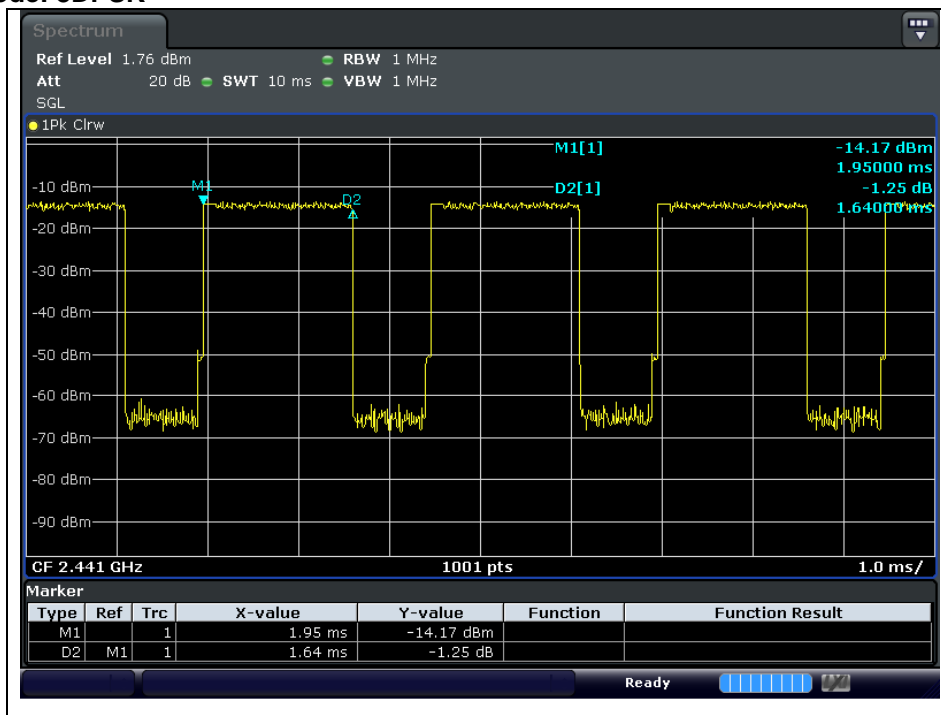 Spectrum
Ref Level 1.76 dBm RBW 1 MHz
Att 20 dB SWT 10 ms VBW 1 MHz
SGL
1Pk Clrw
M1[1] -14.17 dBm
1.95000 ms
-10 dBm M1 D2[1] -1.25 dB
D2 1.64000 ms
-20 dBm
-30 dBm
-40 dBm
-50 dBm
-60 dBm
-70 dBm
-80 dBm
-90 dBm
CF 2.441 GHz 1001 pts 1.0 ms/
Marker
Type Ref Trc X-value Y-value Function Function Result
M1 1 1.95 ms -14.17 dBm
D2 M1 1 1.64 ms -1.25 dB
Ready